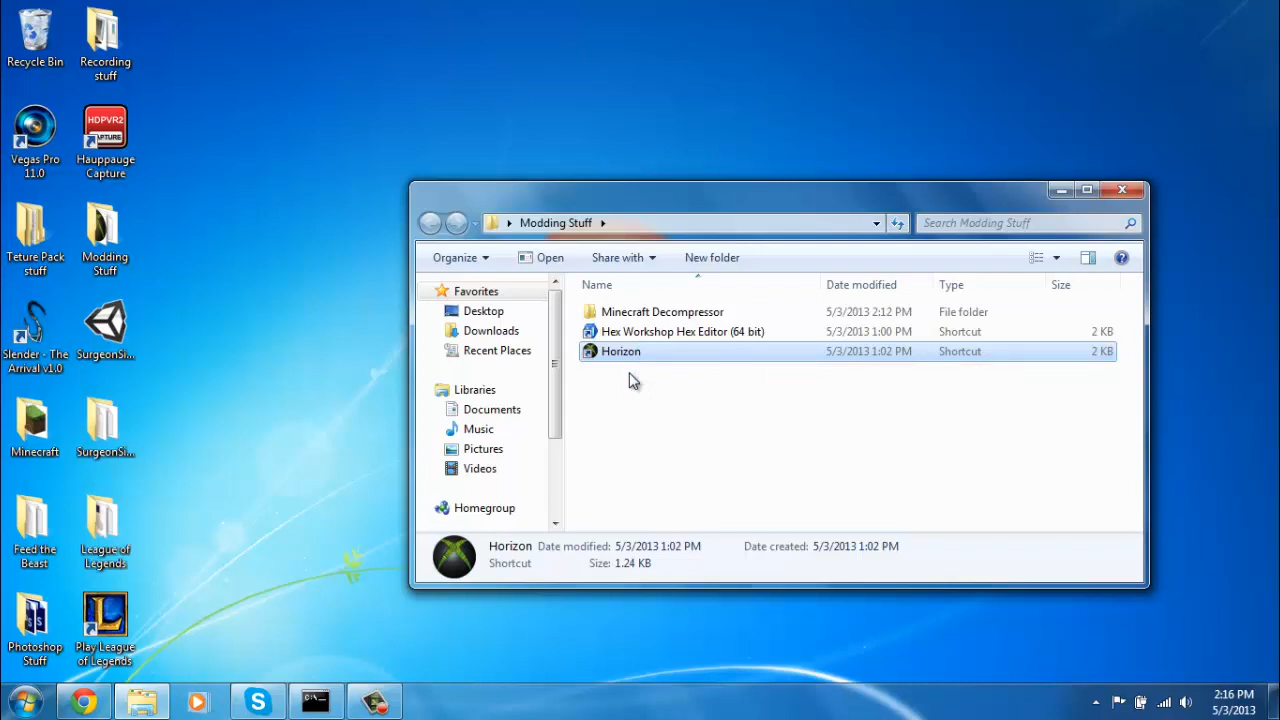 Recycle Bin
Recording
stuff
Vegas Pro
11.0
HDPVR2
CAPTURE
Hauppauge
Capture
Teture Pack
stuff
Modding
Stuff
Slender - The
Arrival v1.0
SurgeonSi...
Minecraft
SurgeonSi...
Feed the
Beast
League of
Legends
Photoshop
Stuff
Play League
of Legends
Modding Stuff
Search Modding Stuff
Organize
Open
Share with
New folder
Favorites
Desktop
Downloads
Recent Places
Libraries
Documents
Music
Pictures
Videos
Homegroup
Name Date modified Type Size
Minecraft Decompressor 5/3/2013 2:12 PM File folder
Hex Workshop Hex Editor (64 bit) 5/3/2013 1:00 PM Shortcut 2 KB
Horizon 5/3/2013 1:02 PM Shortcut 2 KB
Horizon Date modified: 5/3/2013 1:02 PM Date created: 5/3/2013 1:02 PM
Shortcut Size: 1.24 KB
C:\._
2:16 PM
5/3/2013